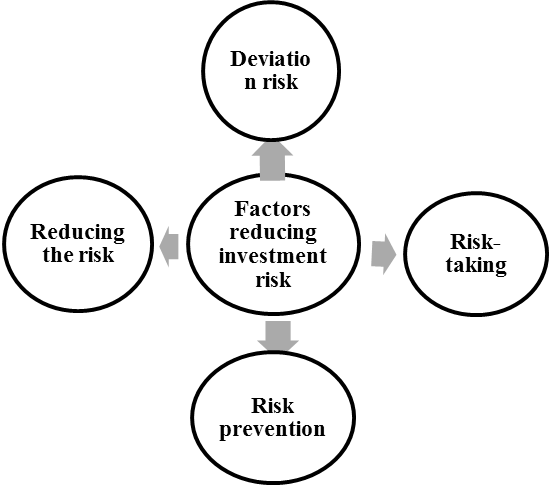 Deviatio
n risk
Reducing
the risk
Factors
reducing
investment
risk
Risk-
taking
Risk
prevention